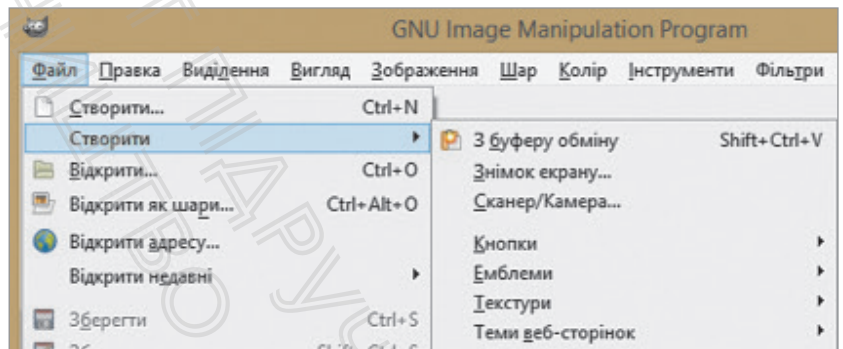 GNU Image Manipulation Program
Файл Правка Виділення Вигляд Зображення Шар Колір Інструменти Фільтри
Створити... Ctrl+N
Створити
Відкрити... Ctrl+O
Відкрити як шари... Ctrl+Alt+O
Відкрити адресу...
Відкрити недавні
Зберегти Ctrl+S
З буферу обміну Shift+Ctrl+V
Знімок екрану...
Сканер/Камера...
Кнопки
Емблеми
Текстури
Теми веб-сторінок